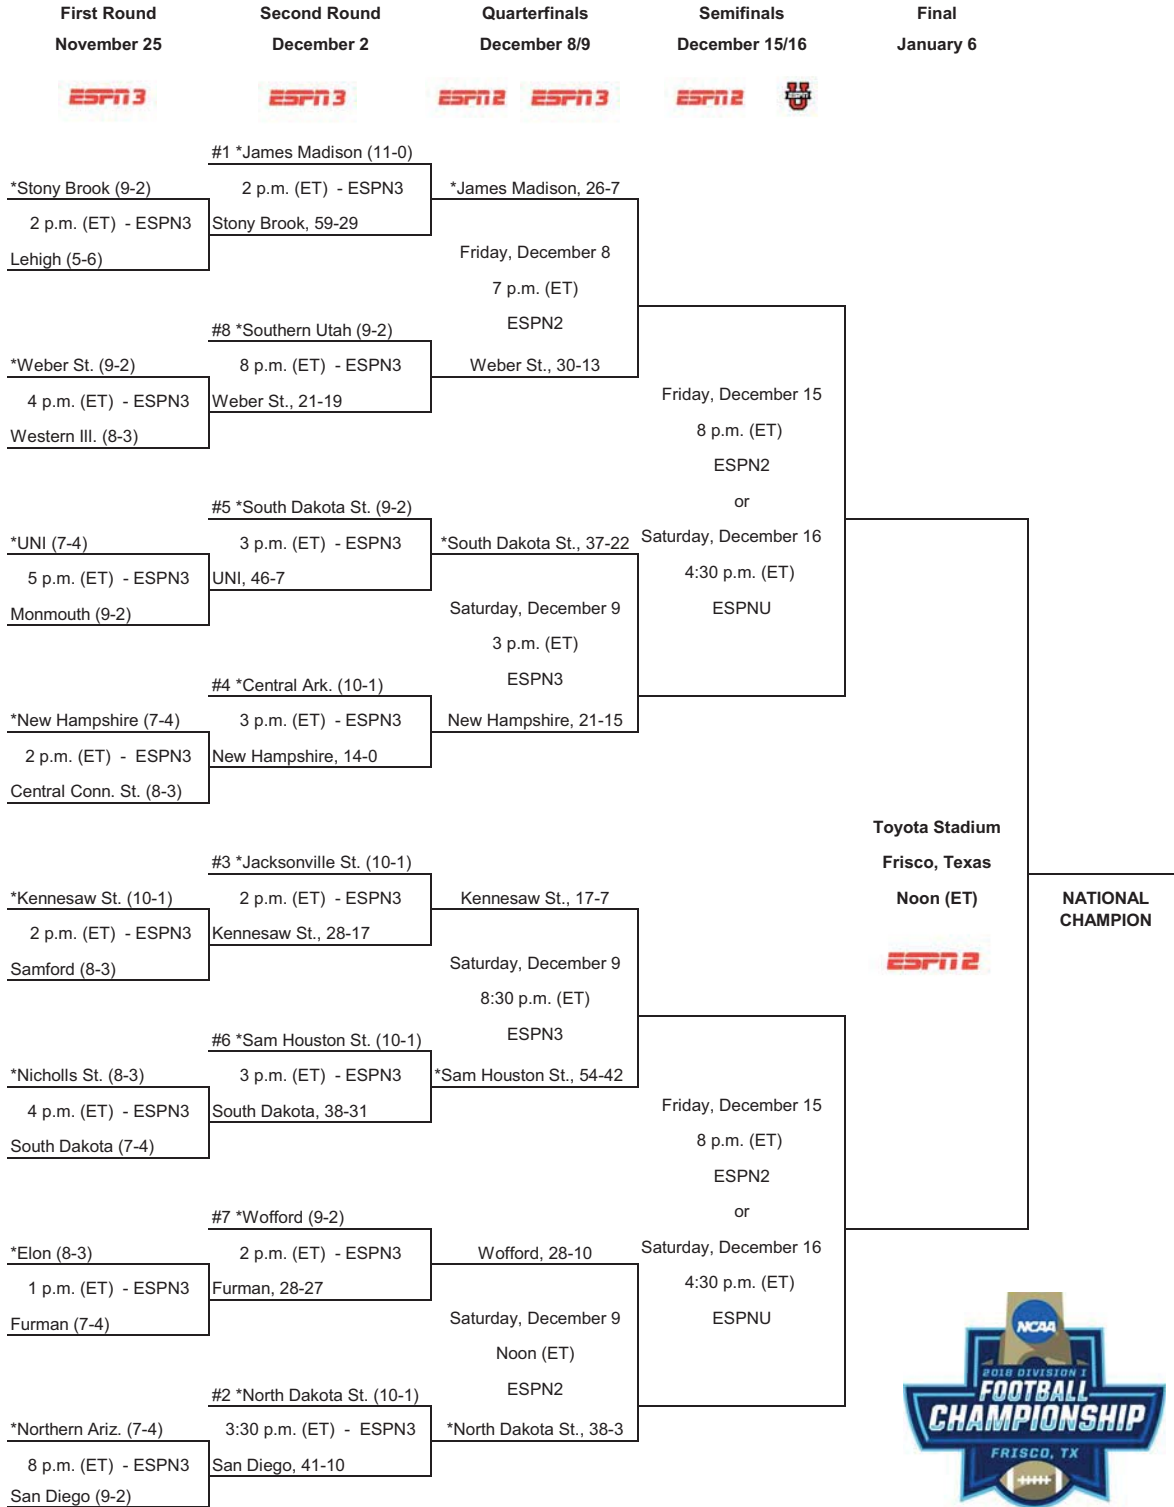 First Round
November 25
ESPN3
Second Round
December 2
ESPN3
Quarterfinals
December 8/9
ESPN2 ESPN3
Semifinals
December 15/16
ESPN2 ESPN U
Final
January 6
*Stony Brook (9-2)
2 p.m. (ET) - ESPN3
Lehigh (5-6)
*Weber St. (9-2)
4 p.m. (ET) - ESPN3
Western Ill. (8-3)
*UNI (7-4)
5 p.m. (ET) - ESPN3
Monmouth (9-2)
*New Hampshire (7-4)
2 p.m. (ET) - ESPN3
Central Conn. St. (8-3)
*Kennesaw St. (10-1)
2 p.m. (ET) - ESPN3
Samford (8-3)
*Nicholls St. (8-3)
4 p.m. (ET) - ESPN3
South Dakota (7-4)
*Elon (8-3)
1 p.m. (ET) - ESPN3
Furman (7-4)
*Northern Ariz. (7-4)
8 p.m. (ET) - ESPN3
San Diego (9-2)
#1 *James Madison (11-0)
2 p.m. (ET) - ESPN3
Stony Brook, 59-29
#8 *Southern Utah (9-2)
8 p.m. (ET) - ESPN3
Weber St., 21-19
#5 *South Dakota St. (9-2)
3 p.m. (ET) - ESPN3
UNI, 46-7
#4 *Central Ark. (10-1)
3 p.m. (ET) - ESPN3
New Hampshire, 14-0
#3 *Jacksonville St. (10-1)
2 p.m. (ET) - ESPN3
Kennesaw St., 28-17
#6 *Sam Houston St. (10-1)
3 p.m. (ET) - ESPN3
South Dakota, 38-31
#7 *Wofford (9-2)
2 p.m. (ET) - ESPN3
Furman, 28-27
#2 *North Dakota St. (10-1)
3:30 p.m. (ET) - ESPN3
San Diego, 41-10
*James Madison, 26-7
Friday, December 8
7 p.m. (ET)
ESPN2
Weber St., 30-13
*South Dakota St., 37-22
Saturday, December 9
3 p.m. (ET)
ESPN3
New Hampshire, 21-15
Kennesaw St., 17-7
Saturday, December 9
8:30 p.m. (ET)
ESPN3
*Sam Houston St., 54-42
Wofford, 28-10
Saturday, December 9
Noon (ET)
ESPN2
*North Dakota St., 38-3
Friday, December 15
8 p.m. (ET)
ESPN2
or
Saturday, December 16
4:30 p.m. (ET)
ESPNU
Friday, December 15
8 p.m. (ET)
ESPN2
or
Saturday, December 16
4:30 p.m. (ET)
ESPNU
Toyota Stadium
Frisco, Texas
Noon (ET)
ESPN2
NATIONAL
CHAMPION
NCAA
2018 DIVISION I
FOOTBALL
CHAMPIONSHIP
FRISCO, TX